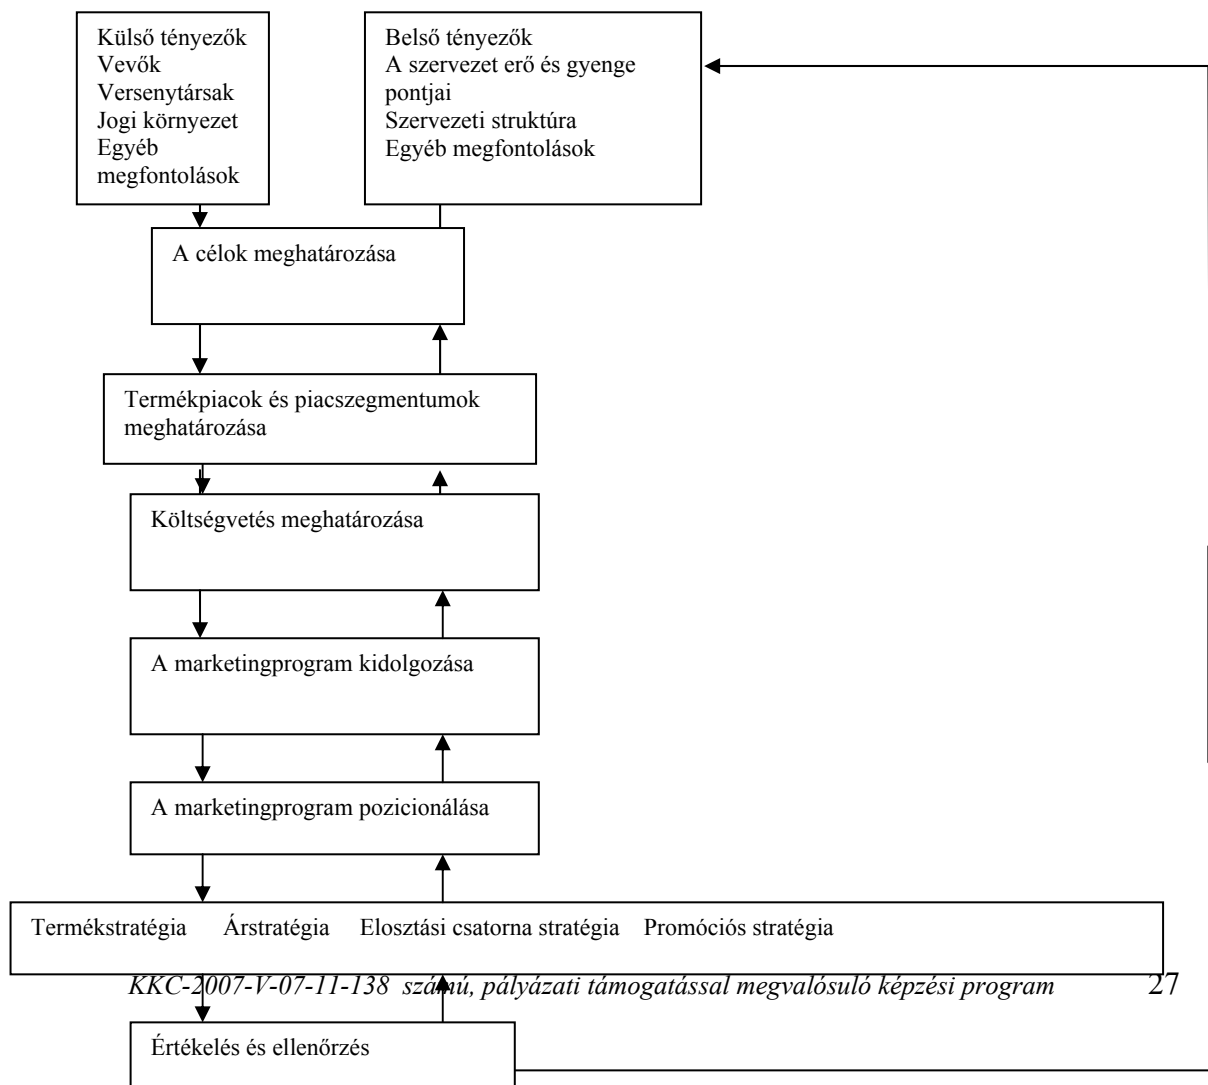 Külső tényezők
Vevők
Versenytársak
Jogi környezet
Egyéb
megfontolások
Belső tényezők
A szervezet erő és gyenge
pontjai
Szervezeti struktúra
Egyéb megfontolások
A célok meghatározása
Termékpiacok és piacszegmentumok
meghatározása
Költségvetés meghatározása
A marketingprogram kidolgozása
A marketingprogram pozicionálása
Termékstratégia Árstratégia Elosztási csatorna stratégia Promóciós stratégia
KKC-2007-V-07-11-138 számú, pályázati támogatással megvalósuló képzési program 27
Értékelés és ellenőrzés